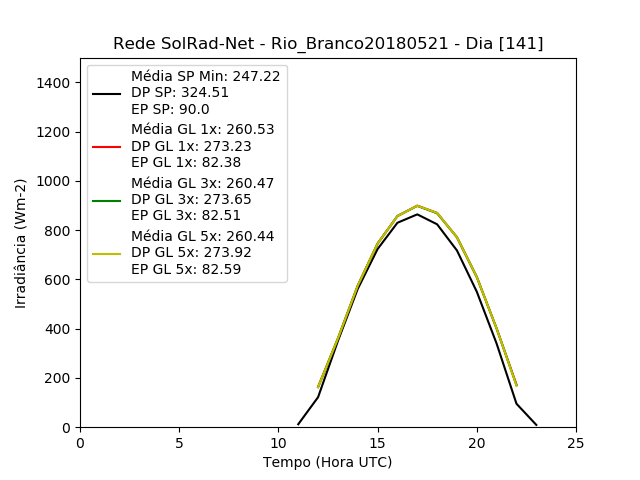 Rede SolRad-Net - Rio_Branco20180521 - Dia [141]
Média SP Min: 247.22
DP SP: 324.51
EP SP: 90.0
Média GL 1x: 260.53
DP GL 1x: 273.23
EP GL 1x: 82.38
Média GL 3x: 260.47
DP GL 3x: 273.65
EP GL 3x: 82.51
Média GL 5x: 260.44
DP GL 5x: 273.92
EP GL 5x: 82.59
Irradiância (Wm-2)
1400
1200
1000
800
600
400
200
0
0 5 10 15 20 25
Tempo (Hora UTC)